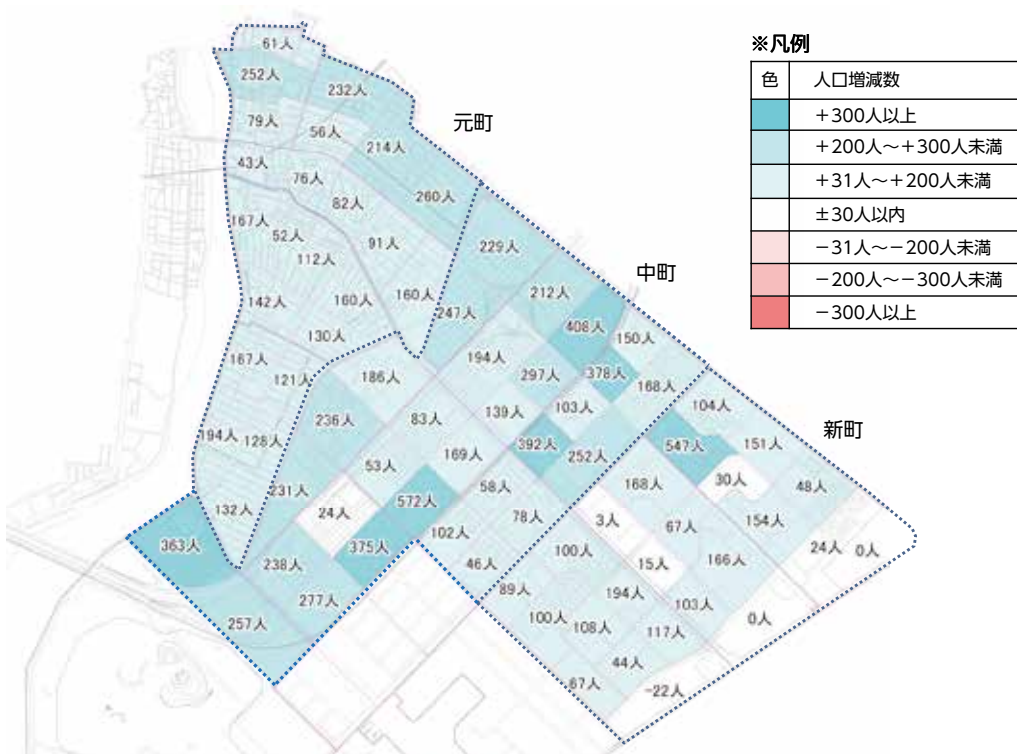 ※凡例
色 人口増減数
+300人以上
+200人～+300人未満
+31人～+200人未満
±30人以内
−31人～−200人未満
−200人～−300人未満
−300人以上
元町
中町
新町
61人
252人
232人
79人
56人
214人
43人
76人
82人
260人
167人
52人
91人
112人
229人
142人
160人
160人
247人
212人
130人
408人
150人
167人
121人
186人
194人
297人
378人
168人
236人
83人
139人
103人
104人
194人
128人
53人
169人
392人
252人
547人
151人
231人
24人
572人
58人
168人
30人
48人
132人
102人
78人
3人
67人
154人
363人
238人
375人
46人
100人
15人
166人
24人
0人
277人
89人
194人
103人
257人
100人
108人
117人
0人
44人
67人
-22人